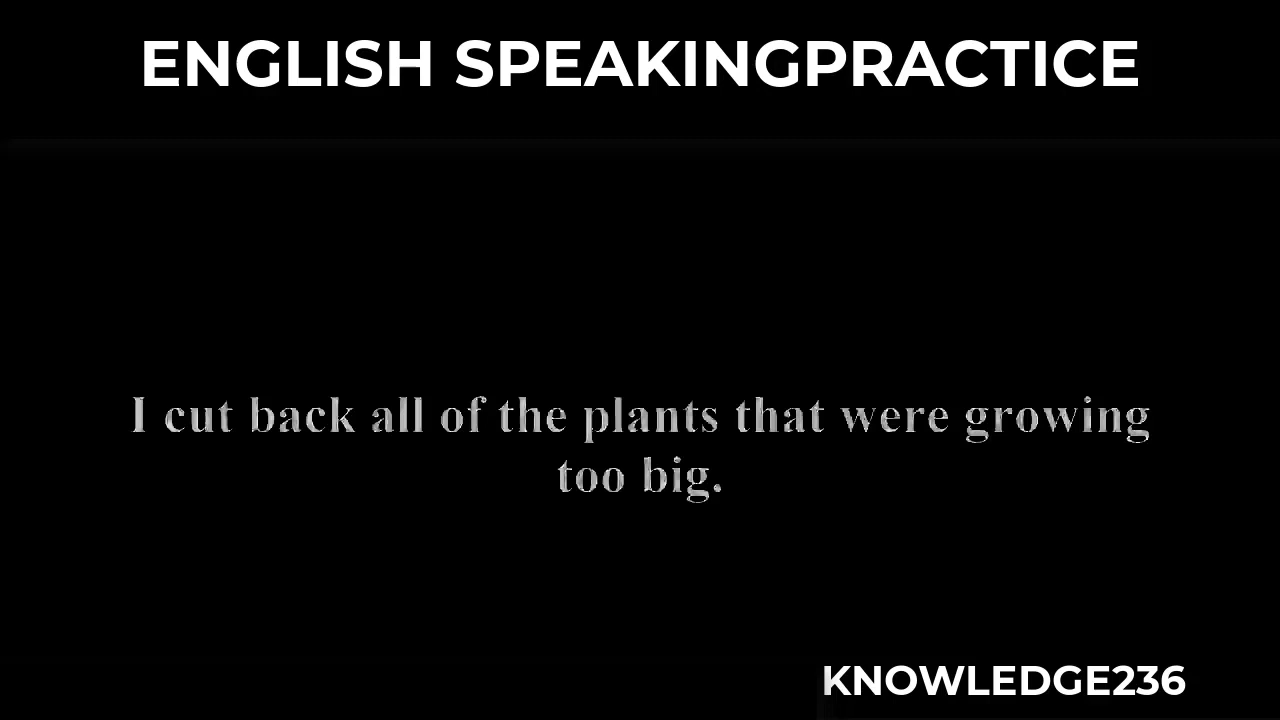 ENGLISH SPEAKINGPRACTICE
I cut back all of the plants that were growing
too big.
KNOWLEDGE236